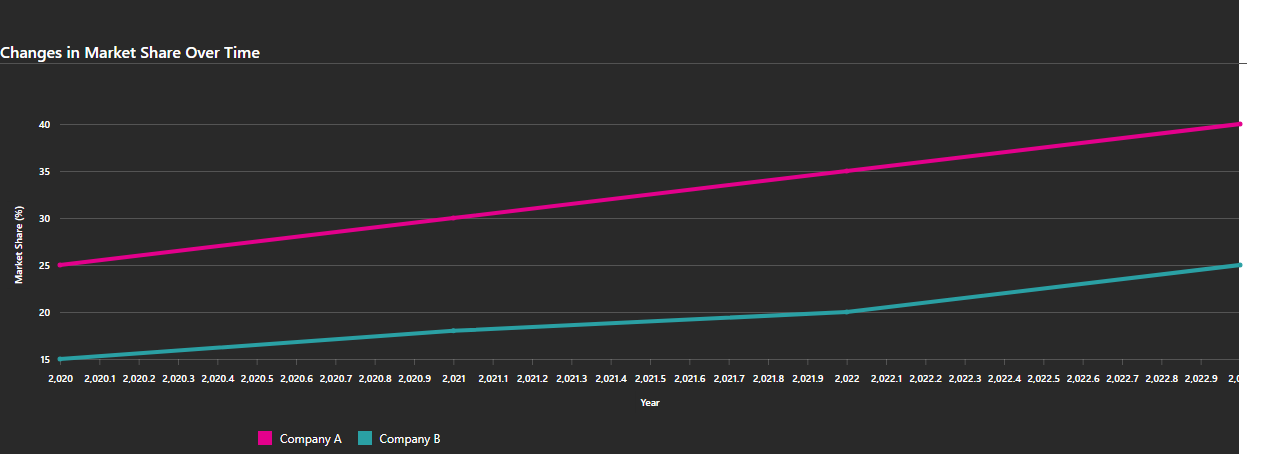 Changes in Market Share Over Time
40
35
30
25
20
15
Market Share (%)
2,020 2,020.1 2,020.2 2,020.3 2,020.4 2,020.5 2,020.6 2,020.7 2,020.8 2,020.9 2,021 2,021.1 2,021.2 2,021.3 2,021.4 2,021.5 2,021.6 2,021.7 2,021.8 2,021.9 2,022 2,022.1 2,022.2 2,022.3 2,022.4 2,022.5 2,022.6 2,022.7 2,022.8 2,022.9
Year
Company A Company B